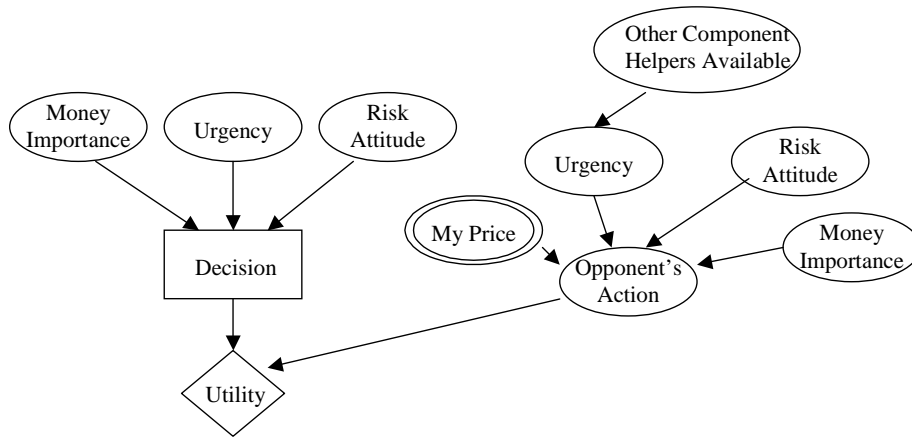 Other Component
Helpers Available
Money
Importance
Urgency
Risk
Attitude
Urgency
Risk
Attitude
My Price
Money
Importance
Decision
Opponent’s
Action
Utility